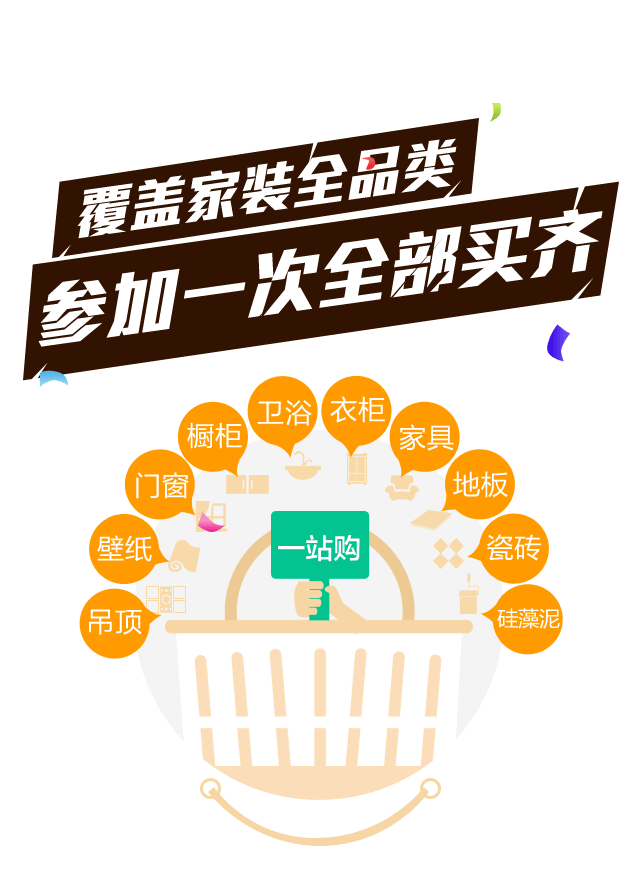 覆盖家装全品类
参加一次全部买齐
卫浴
衣柜
橱柜
家具
门窗
地板
壁纸
一站购
瓷砖
吊顶
硅藻泥